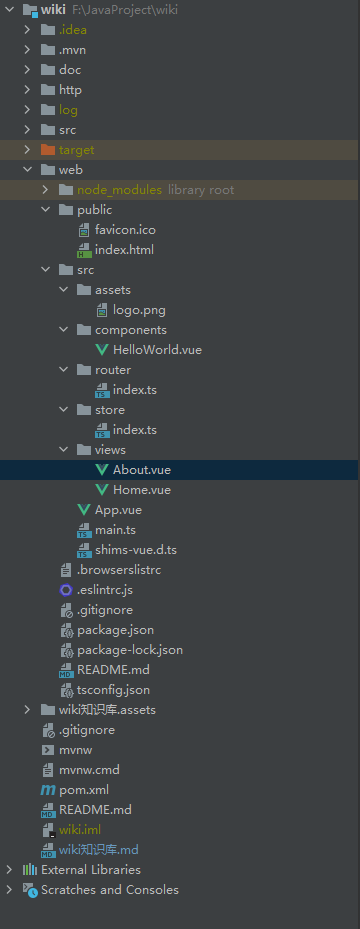 wiki F:\JavaProject\wiki
.idea
.mvn
doc
http
log
src
target
web
node_modules library root
public
favicon.ico
index.html
src
assets
logo.png
components
HelloWorld.vue
router
index.ts
store
index.ts
views
About.vue
Home.vue
App.vue
main.ts
shims-vue.d.ts
.browserslistrc
.eslintrc.js
.gitignore
package.json
package-lock.json
README.md
tsconfig.json
wiki知识库.assets
.gitignore
mvnw
mvnw.cmd
pom.xml
README.md
wiki.iml
wiki知识库.md
External Libraries
Scratches and Consoles